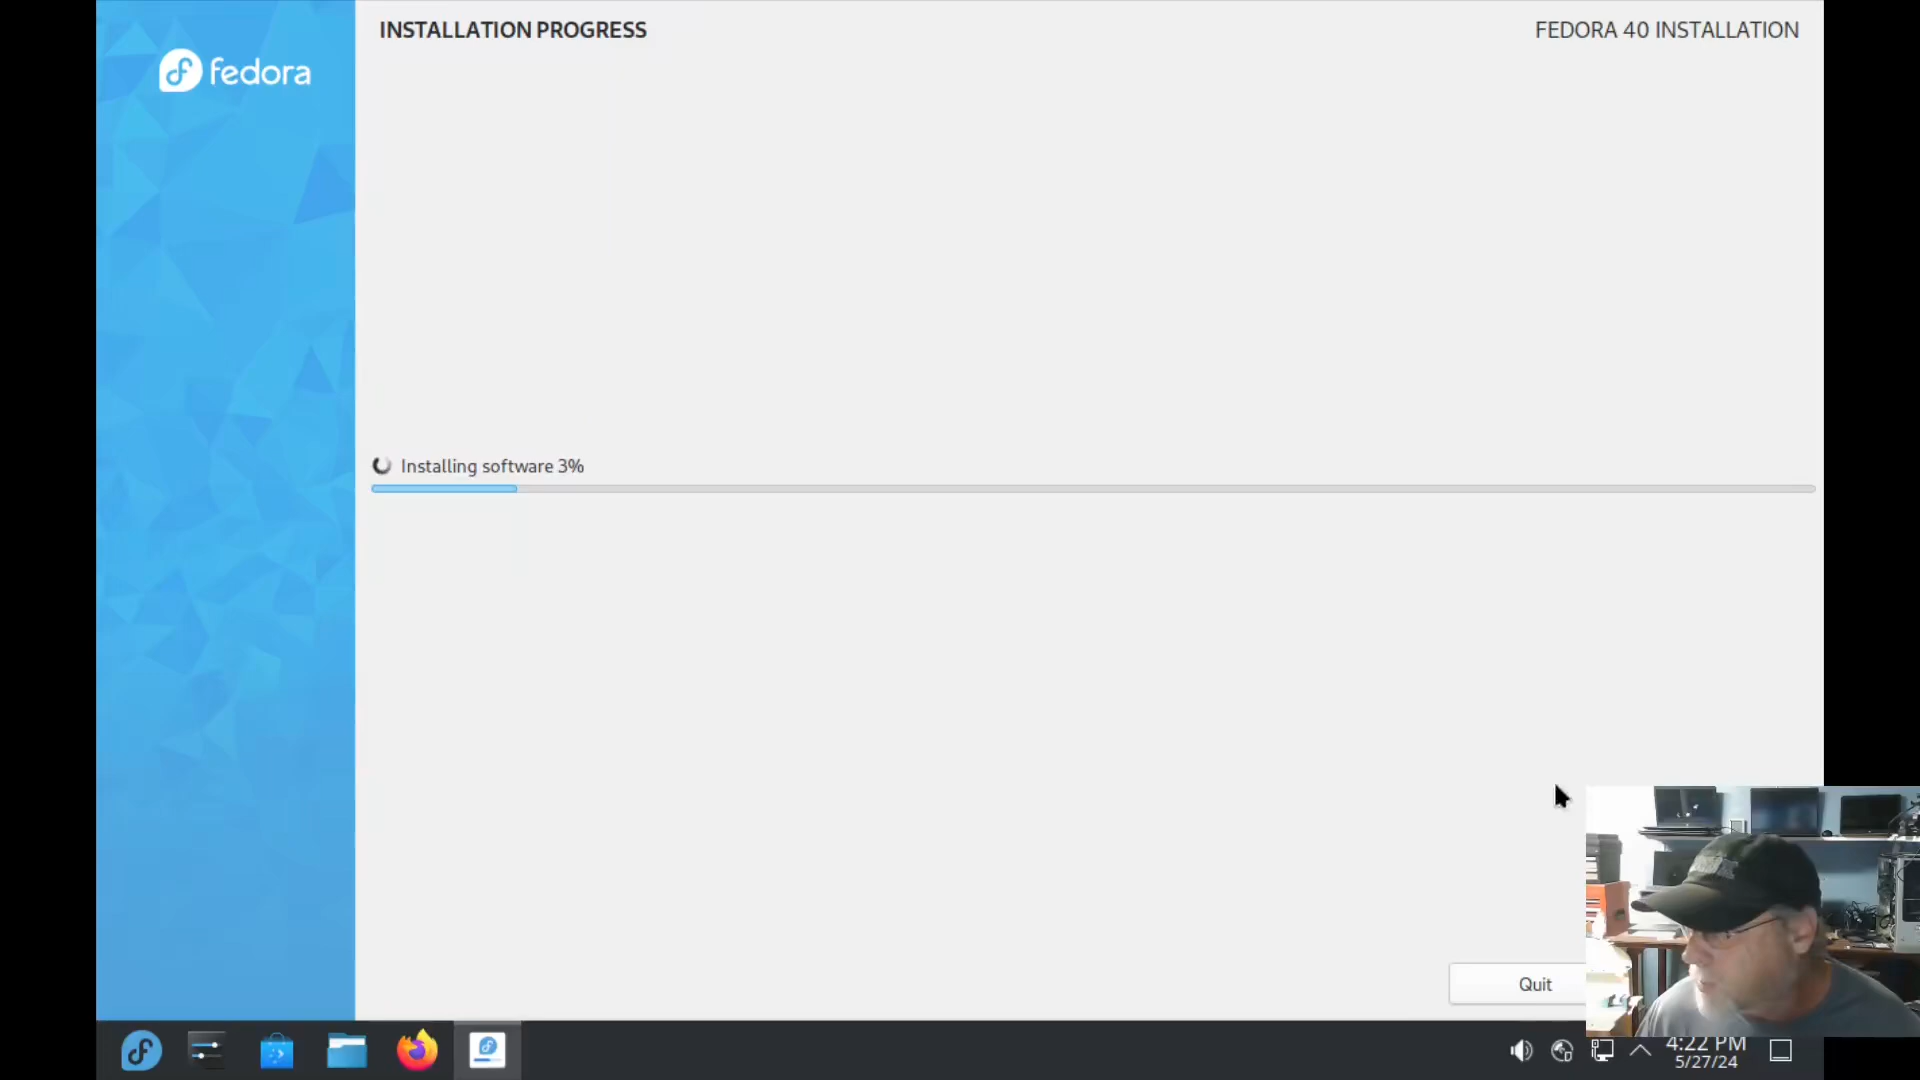 INSTALLATION PROGRESS
FEDORA 40 INSTALLATION
fedora
Installing software 3%
Quit
4:22 PM
5/27/24